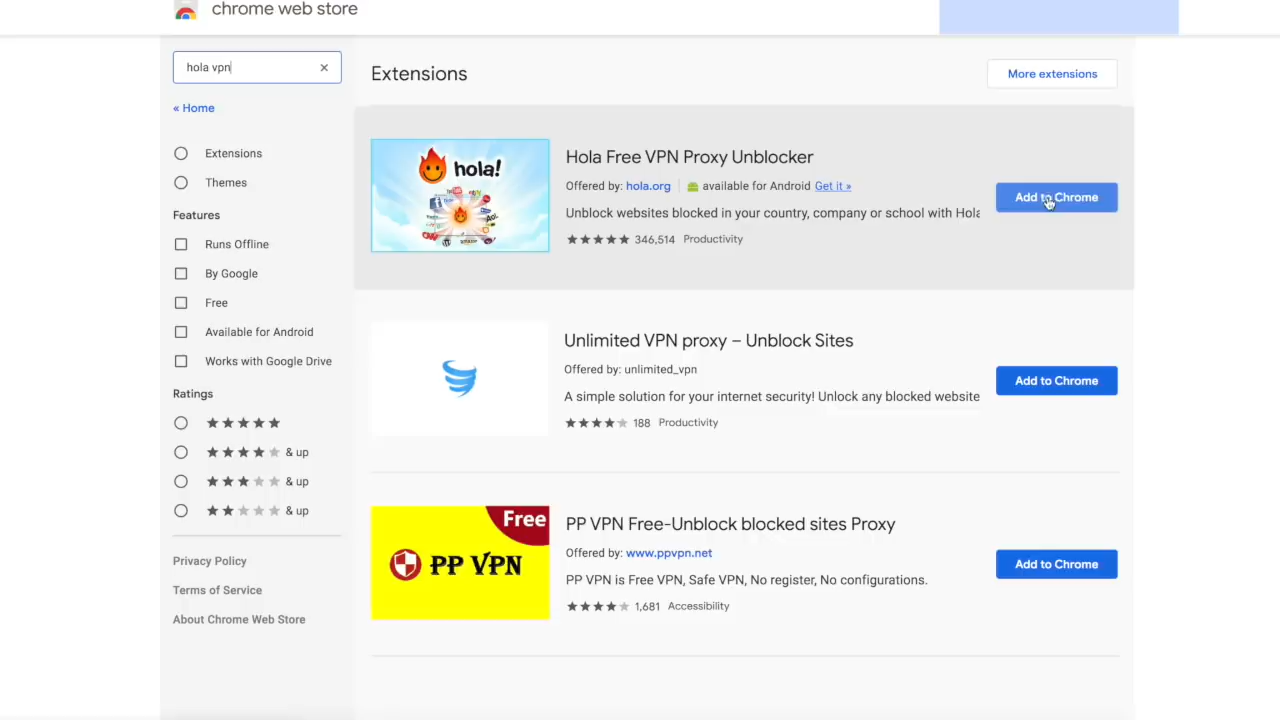 chrome web store
hola vpn
« Home
Extensions
Themes
Features
Runs Offline
By Google
Free
Available for Android
Works with Google Drive
Ratings
& up
& up
& up
Privacy Policy
Terms of Service
About Chrome Web Store
Extensions
More extensions
hola!
Hola Free VPN Proxy Unblocker
Offered by: hola.org available for Android Get it »
Unblock websites blocked in your country, company or school with Hola
346,514 Productivity
Add to Chrome
Unlimited VPN proxy – Unblock Sites
Offered by: unlimited_vpn
A simple solution for your internet security! Unlock any blocked website
188 Productivity
Add to Chrome
Free
PP VPN
PP VPN Free-Unblock blocked sites Proxy
Offered by: www.ppvpn.net
PP VPN is Free VPN, Safe VPN, No register, No configurations.
1,681 Accessibility
Add to Chrome